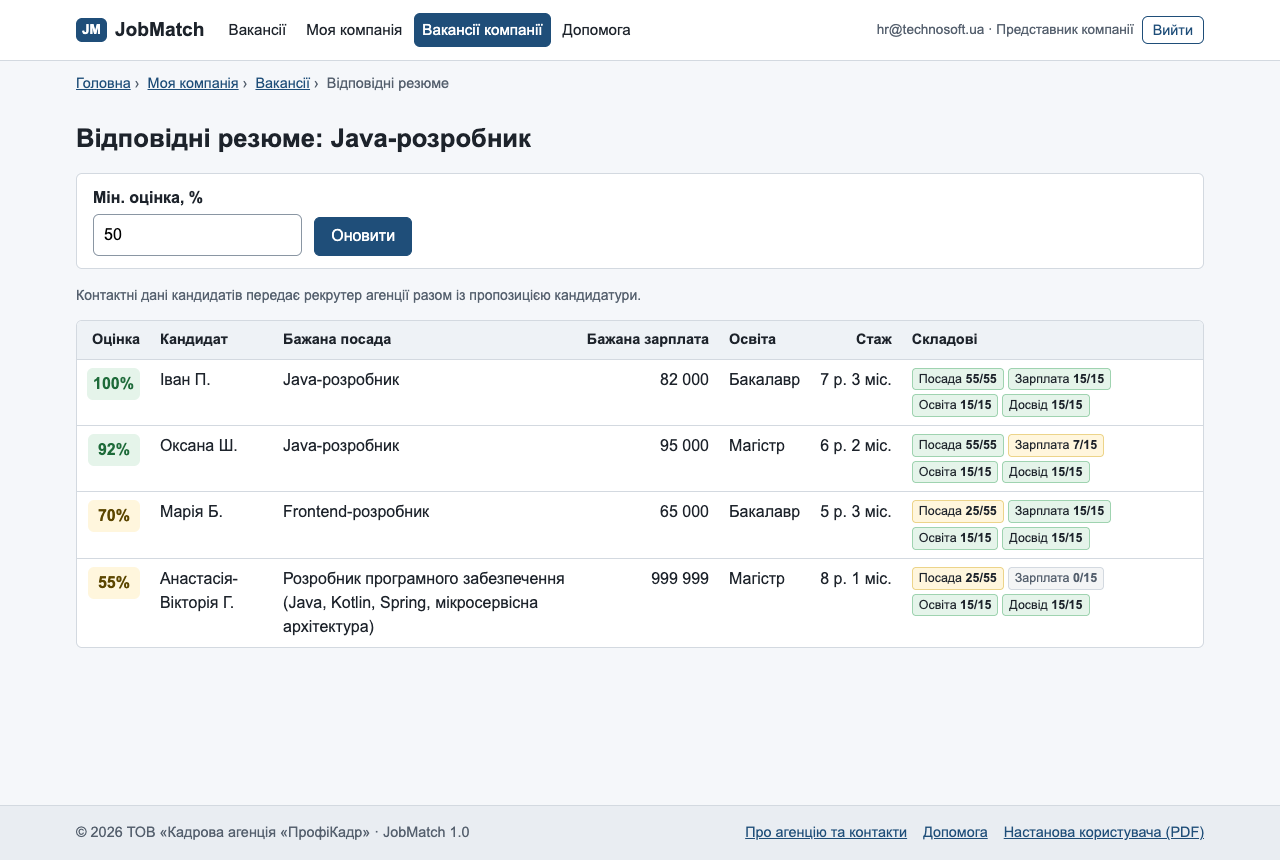 JM JobMatch Вакансії Моя компанія Вакансії компанії Допомога hr@technosoft.ua · Представник компанії Вийти
Головна › Моя компанія › Вакансії › Відповідні резюме
Відповідні резюме: Java-розробник
Мін. оцінка, %
50 Оновити
Контактні дані кандидатів передає рекрутер агенції разом із пропозицією кандидатури.
Оцінка Кандидат Бажана посада Бажана зарплата Освіта Стаж Складові
100% Іван П. Java-розробник 82 000 Бакалавр 7 р. 3 міс. Посада 55/55 Зарплата 15/15
Освіта 15/15 Досвід 15/15
92% Оксана Ш. Java-розробник 95 000 Магістр 6 р. 2 міс. Посада 55/55 Зарплата 7/15
Освіта 15/15 Досвід 15/15
70% Марія Б. Frontend-розробник 65 000 Бакалавр 5 р. 3 міс. Посада 25/55 Зарплата 15/15
Освіта 15/15 Досвід 15/15
55% Анастасія- Розробник програмного забезпечення 999 999 Магістр 8 р. 1 міс. Посада 25/55 Зарплата 0/15
Вікторія Г. (Java, Kotlin, Spring, мікросервісна Освіта 15/15 Досвід 15/15
архітектура)
© 2026 ТОВ «Кадрова агенція «ПрофіКадр» · JobMatch 1.0 Про агенцію та контакти Допомога Настанова користувача (PDF)